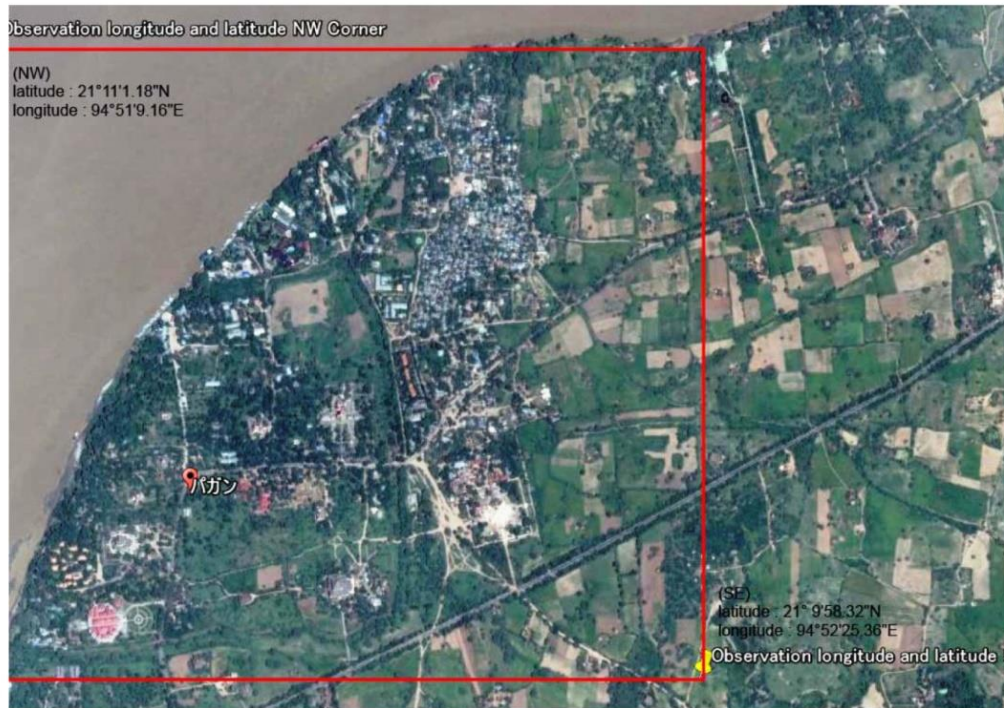 Observation longitude and latitude NW Corner
(NW)
latitude : 21°11'1.18"N
longitude : 94°51'9.16"E
パガン
(SE)
latitude : 21° 9'58.32"N
longitude : 94°52'25.36"E
Observation longitude and latitude